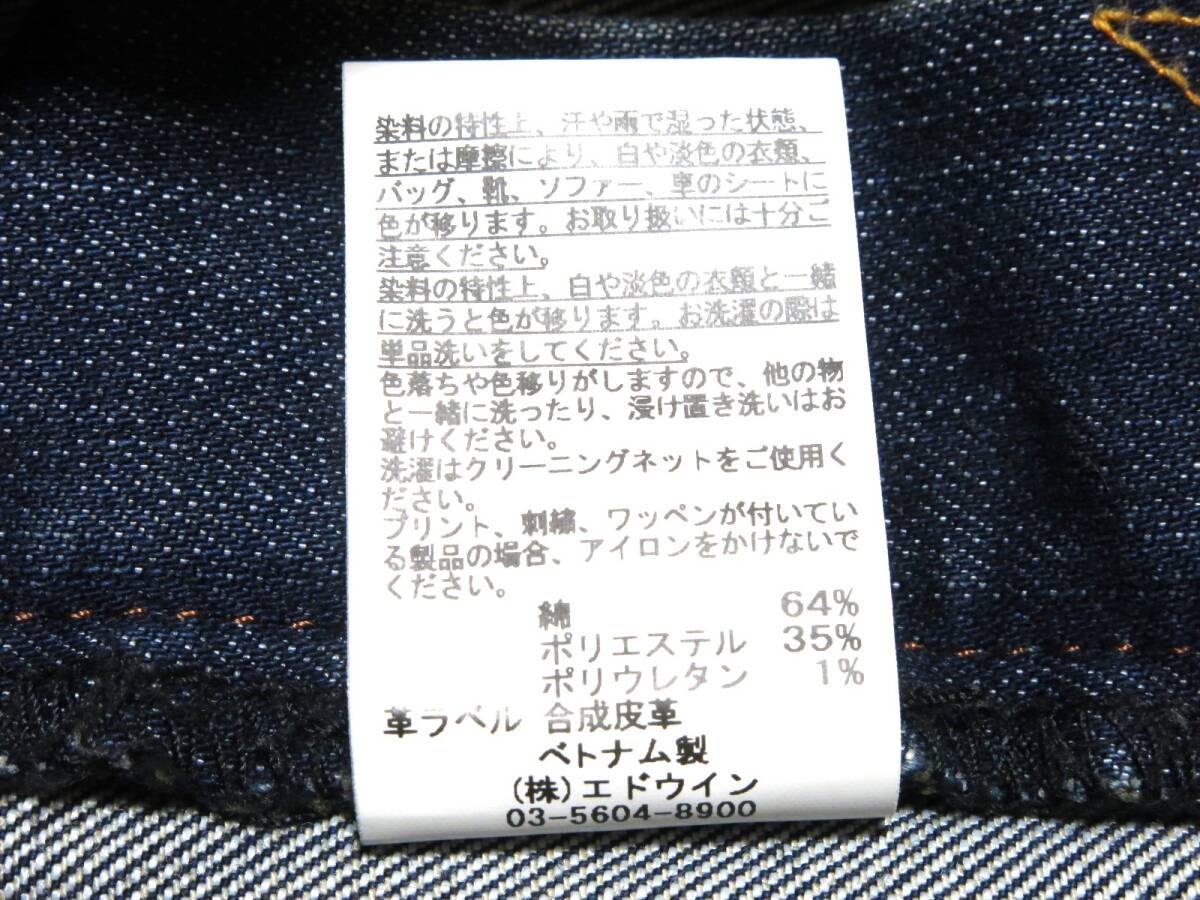 染料の特性上、汗や雨で湿った状態、
または摩擦により、白や淡色の衣類、
バッグ、靴、ソファー、車のシートに
色が移ります。お取り扱いには十分ご
注意ください。
染料の特性上、白や淡色の衣類と一緒
に洗うと色が移ります。お洗濯の際は
単品洗いをしてください。
色落ちや色移りがしますので、他の物
と一緒に洗ったり、浸け置き洗いはお
避けください。
洗濯はクリーニングネットをご使用く
ださい。
プリント、刺繍、ワッペンが付いてい
る製品の場合、アイロンをかけないで
ください。
綿 64%
ポリエステル 35%
ポリウレタン 1%
革ラベル 合成皮革
ベトナム製
(株)エドウイン
03-5604-8900